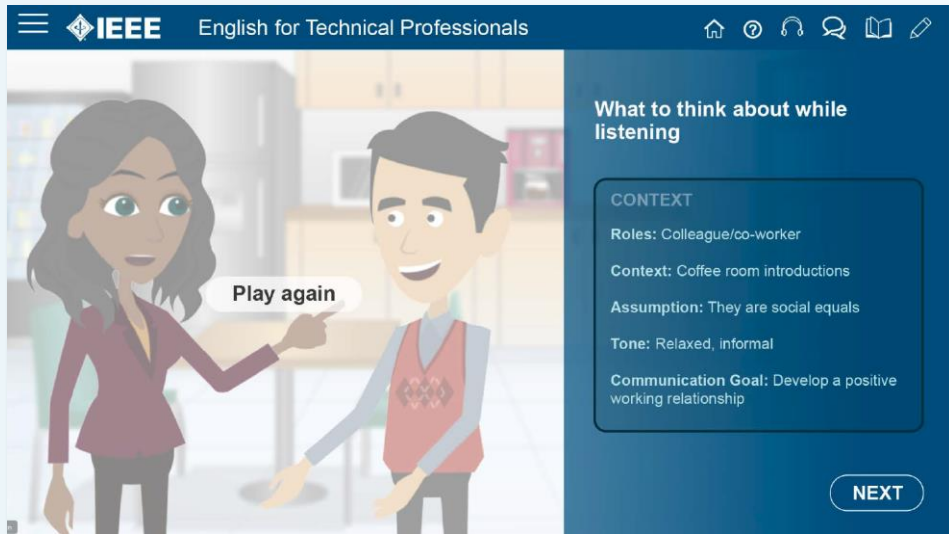 IEEE English for Technical Professionals
Play again
What to think about while
listening
CONTEXT
Roles: Colleague/co-worker
Context: Coffee room introductions
Assumption: They are social equals
Tone: Relaxed, informal
Communication Goal: Develop a positive
working relationship
NEXT